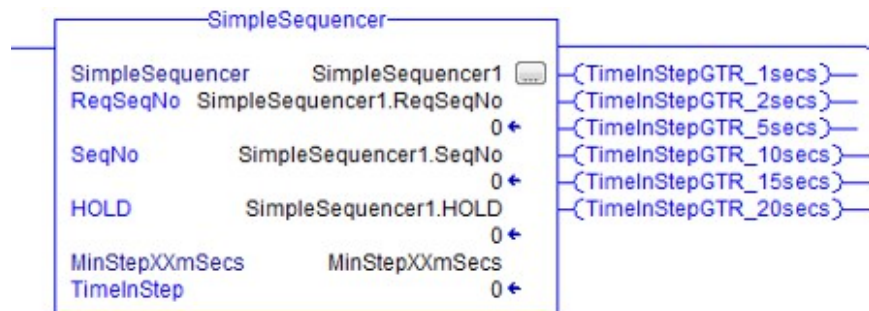 SimpleSequencer
SimpleSequencer SimpleSequencer1 ... (TimeInStepGTR_1secs)
ReqSeqNo SimpleSequencer1.ReqSeqNo (TimeInStepGTR_2secs)
0 (TimeInStepGTR_5secs)
SeqNo SimpleSequencer1.SeqNo (TimeInStepGTR_10secs)
0 (TimeInStepGTR_15secs)
HOLD SimpleSequencer1.HOLD (TimeInStepGTR_20secs)
0
MinStepXXmSecs MinStepXXmSecs
TimeInStep 0